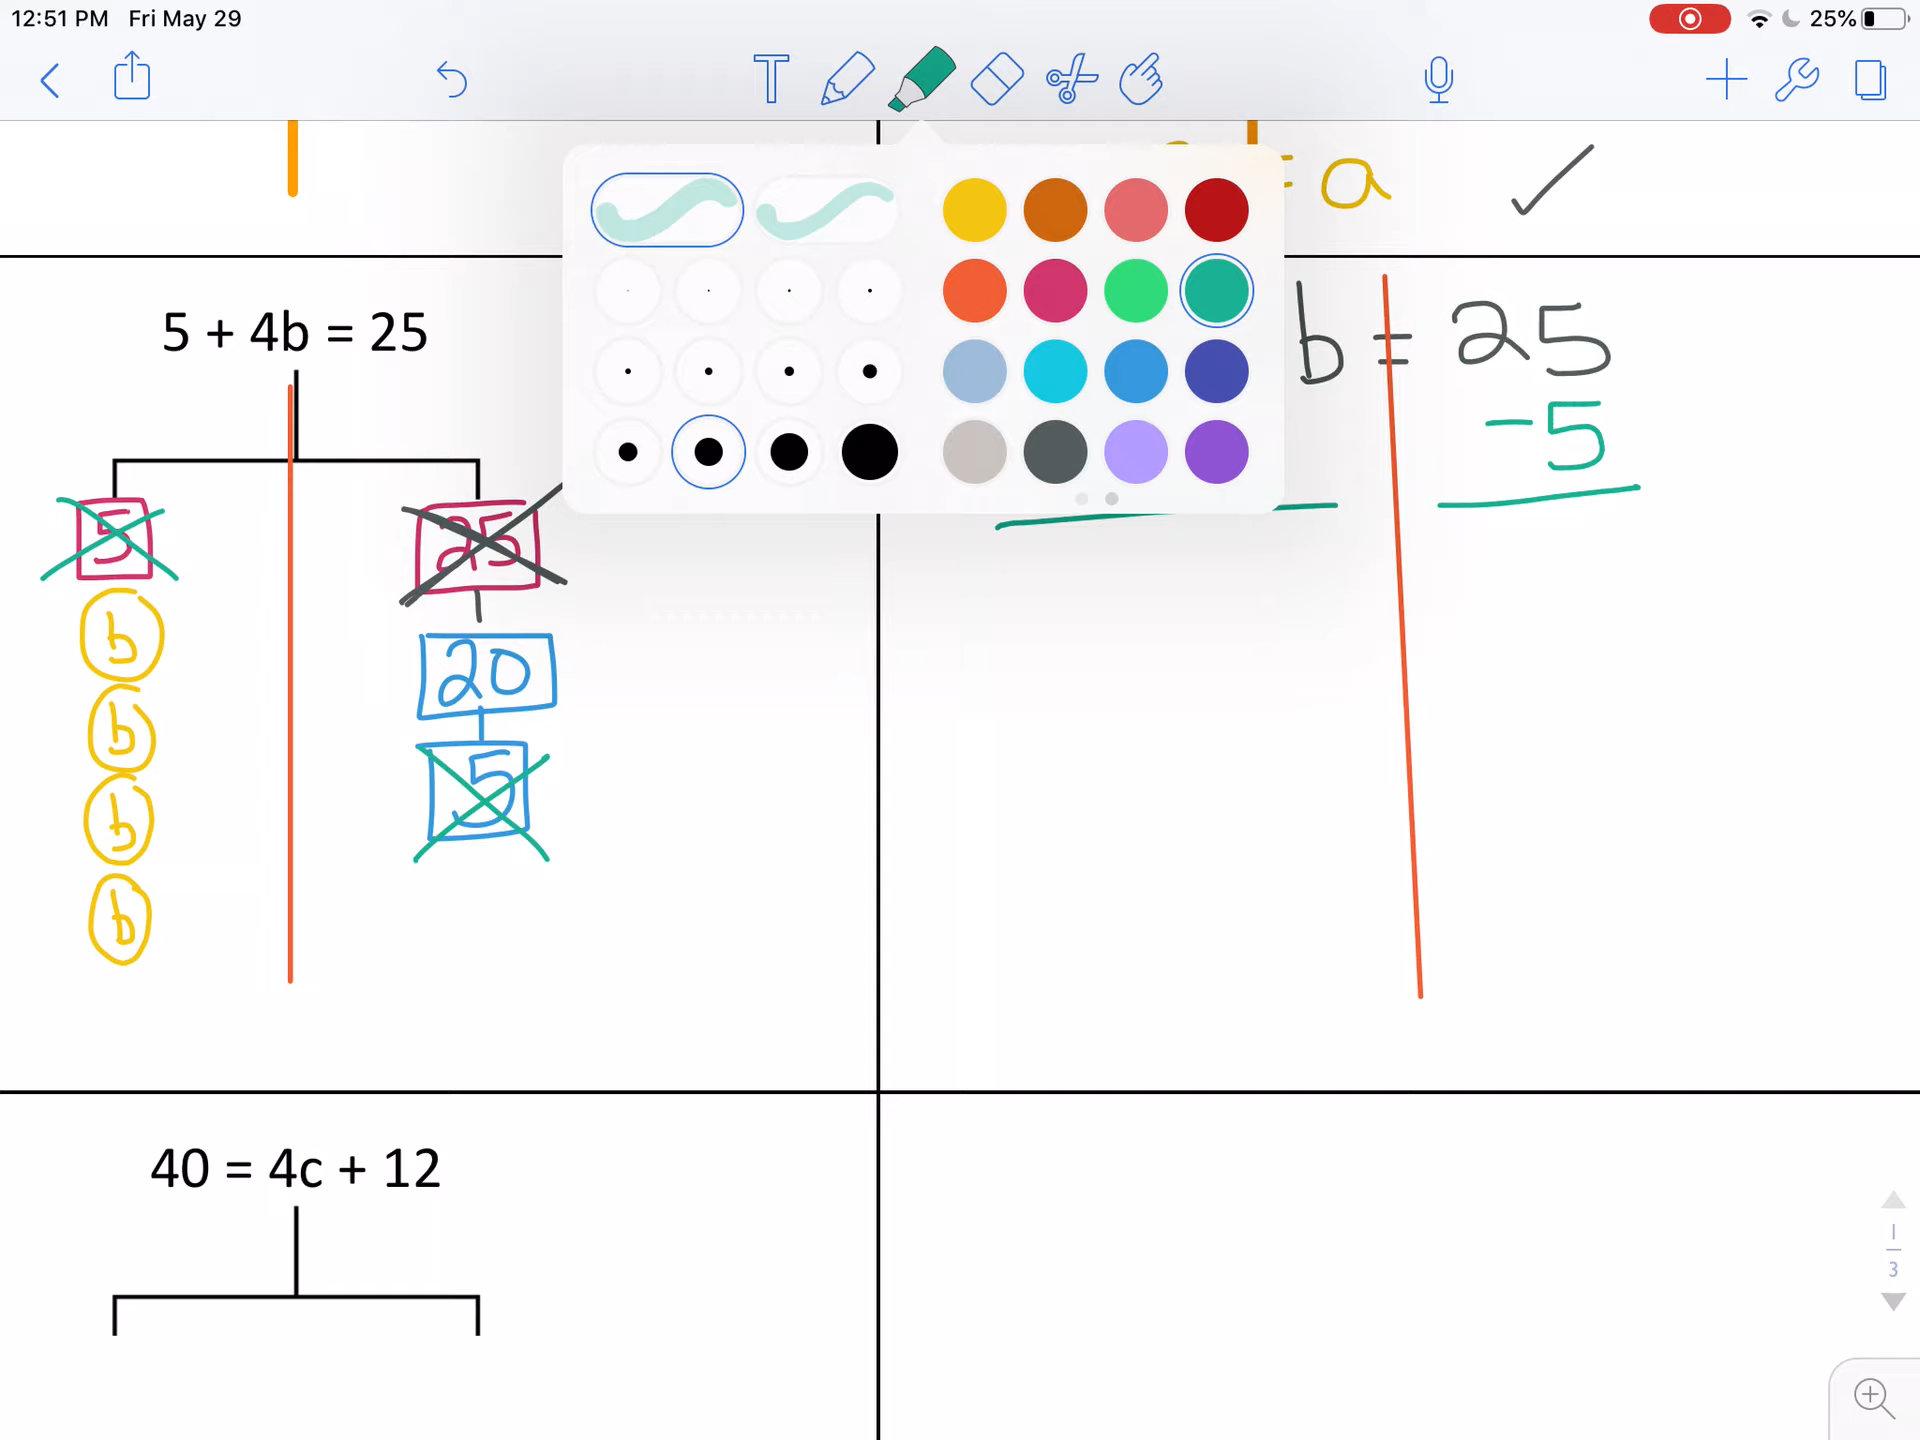 12:51 PM Fri May 29
25%
T
= a
5 + 4b = 25
b = 25
-5
5
25
b
20
b
5
b
b
40 = 4c + 12
1
3